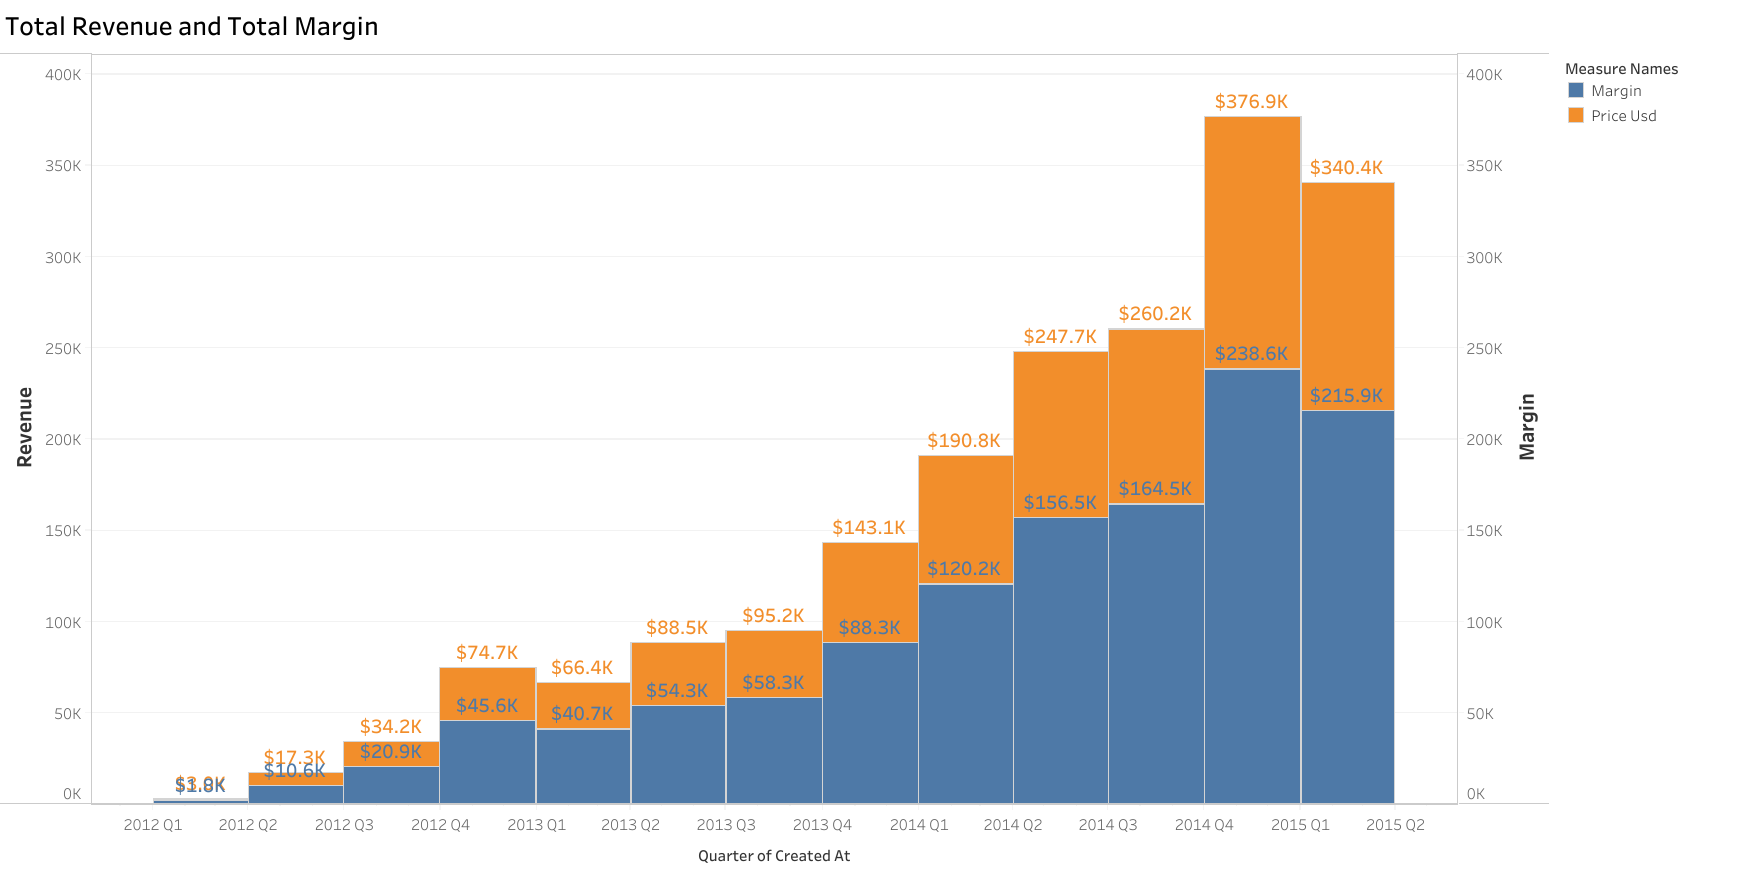 Total Revenue and Total Margin
Measure Names
Margin
Price Usd
400K
350K
300K
250K
200K
150K
100K
50K
0K
Revenue
$1.8K
$17.3K
$10.6K
$34.2K
$20.9K
$74.7K
$45.6K
$66.4K
$40.7K
$88.5K
$54.3K
$95.2K
$58.3K
$143.1K
$88.3K
$190.8K
$120.2K
$247.7K
$156.5K
$260.2K
$164.5K
$376.9K
$238.6K
$340.4K
$215.9K
400K
350K
300K
250K
200K
150K
100K
50K
0K
Margin
2012 Q1 2012 Q2 2012 Q3 2012 Q4 2013 Q1 2013 Q2 2013 Q3 2013 Q4 2014 Q1 2014 Q2 2014 Q3 2014 Q4 2015 Q1 2015 Q2
Quarter of Created At